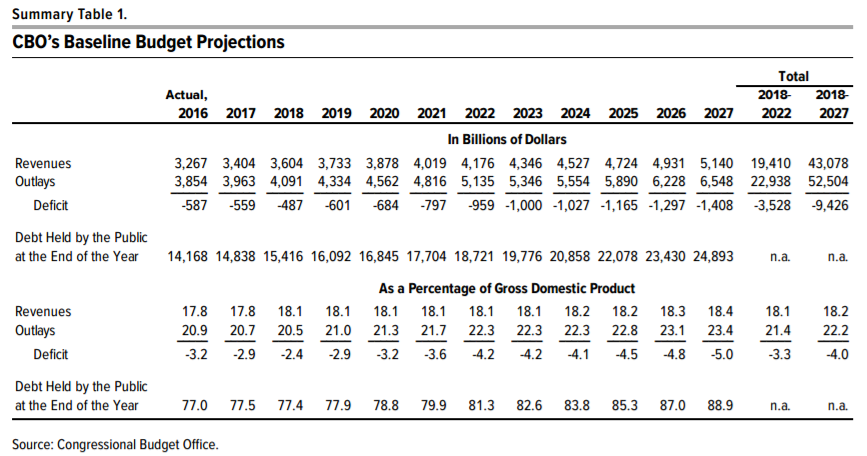 Summary Table 1.
CBO’s Baseline Budget Projections
Total
Actual, 2018- 2018-
2016 2017 2018 2019 2020 2021 2022 2023 2024 2025 2026 2027 2022 2027
In Billions of Dollars
Revenues 3,267 3,404 3,604 3,733 3,878 4,019 4,176 4,346 4,527 4,724 4,931 5,140 19,410 43,078
Outlays 3,854 3,963 4,091 4,334 4,562 4,816 5,135 5,346 5,554 5,890 6,228 6,548 22,938 52,504
Deficit -587 -559 -487 -601 -684 -797 -959 -1,000 -1,027 -1,165 -1,297 -1,408 -3,528 -9,426
Debt Held by the Public
at the End of the Year 14,168 14,838 15,416 16,092 16,845 17,704 18,721 19,776 20,858 22,078 23,430 24,893 n.a. n.a.
As a Percentage of Gross Domestic Product
Revenues 17.8 17.8 18.1 18.1 18.1 18.1 18.1 18.1 18.2 18.2 18.3 18.4 18.1 18.2
Outlays 20.9 20.7 20.5 21.0 21.3 21.7 22.3 22.3 22.3 22.8 23.1 23.4 21.4 22.2
Deficit -3.2 -2.9 -2.4 -2.9 -3.2 -3.6 -4.2 -4.2 -4.1 -4.5 -4.8 -5.0 -3.3 -4.0
Debt Held by the Public
at the End of the Year 77.0 77.5 77.4 77.9 78.8 79.9 81.3 82.6 83.8 85.3 87.0 88.9 n.a. n.a.
Source: Congressional Budget Office.